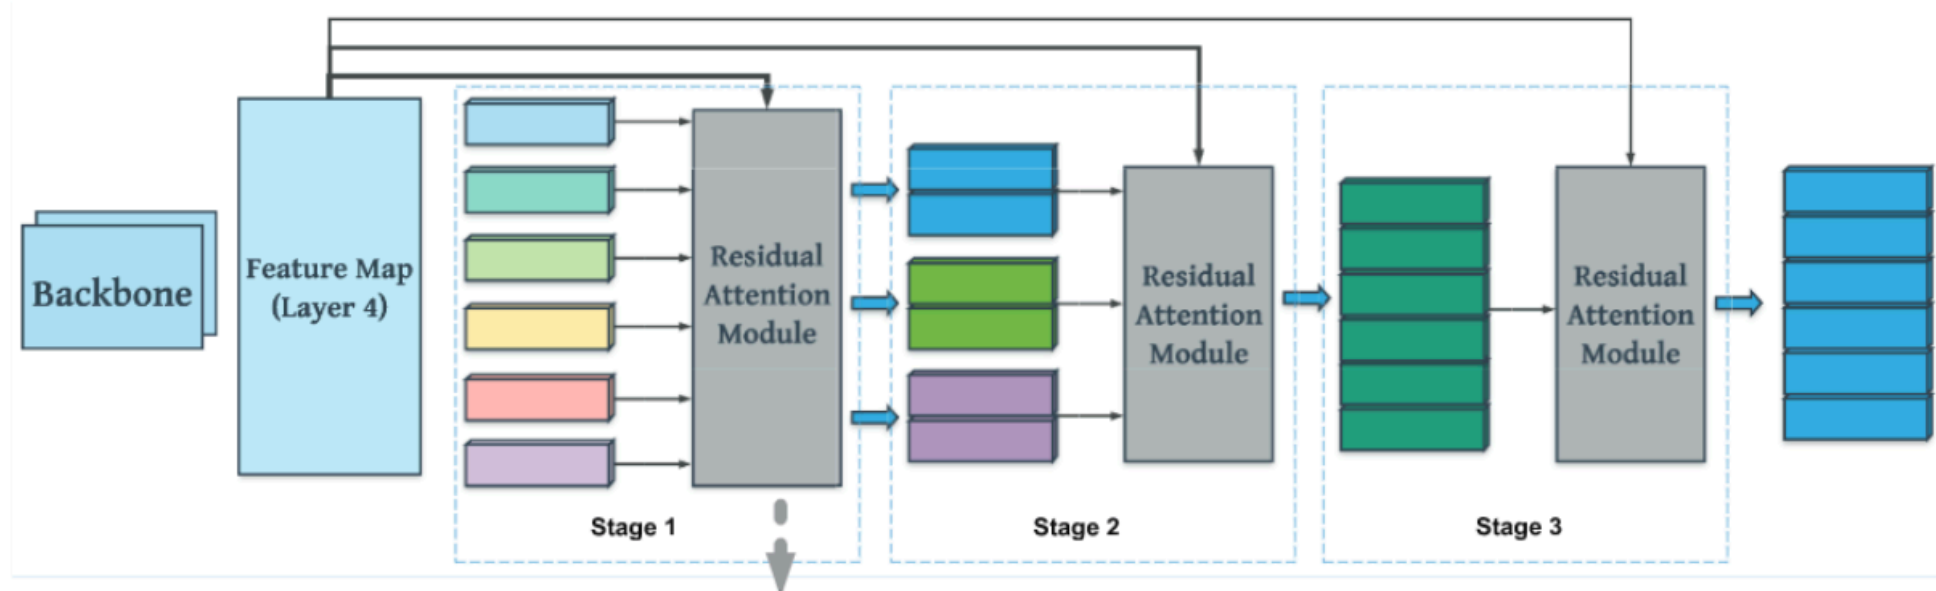 Backbone
Feature Map
(Layer 4)
Residual
Attention
Module
Stage 1
Residual
Attention
Module
Stage 2
Residual
Attention
Module
Stage 3